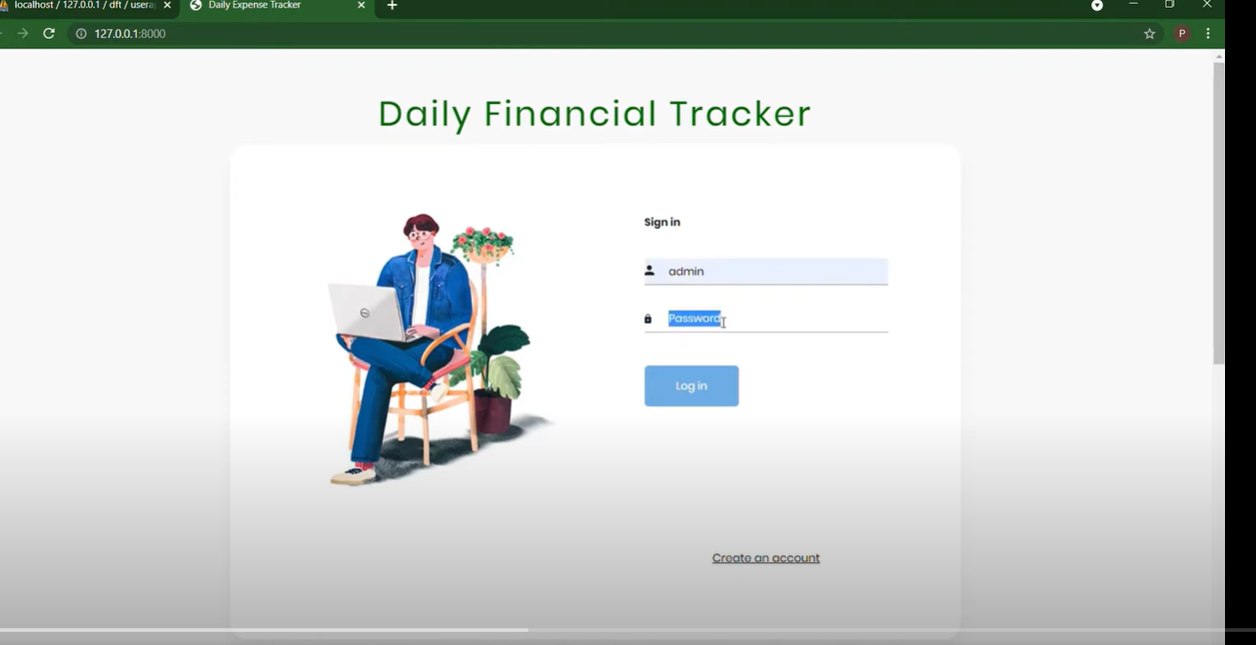 localhost / 127.0.0.1 / dft / usera
Daily Expense Tracker
127.0.0.1:8000
P
Daily Financial Tracker
Sign in
admin
Password
Log in
Create an account